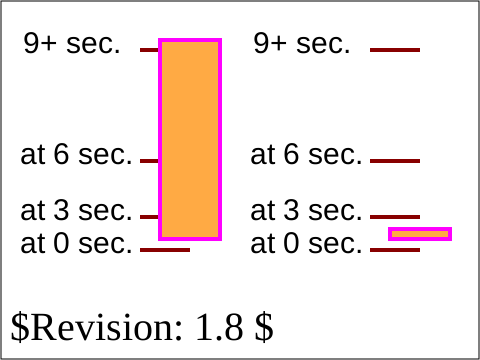 9+ sec. 9+ sec.
at 6 sec. at 6 sec.
at 3 sec. at 3 sec.
at 0 sec. at 0 sec.
$Revision: 1.8 $